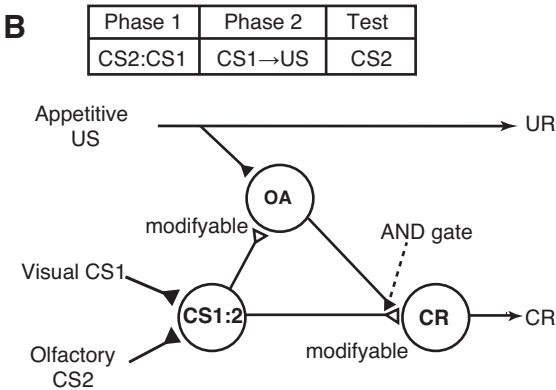 B
Phase 1 Phase 2 Test
CS2:CS1 CS1→US CS2
Appetitive
US
UR
OA
modifyable
AND gate
Visual CS1
CS1:2
CR
CR
modifyable
Olfactory
CS2